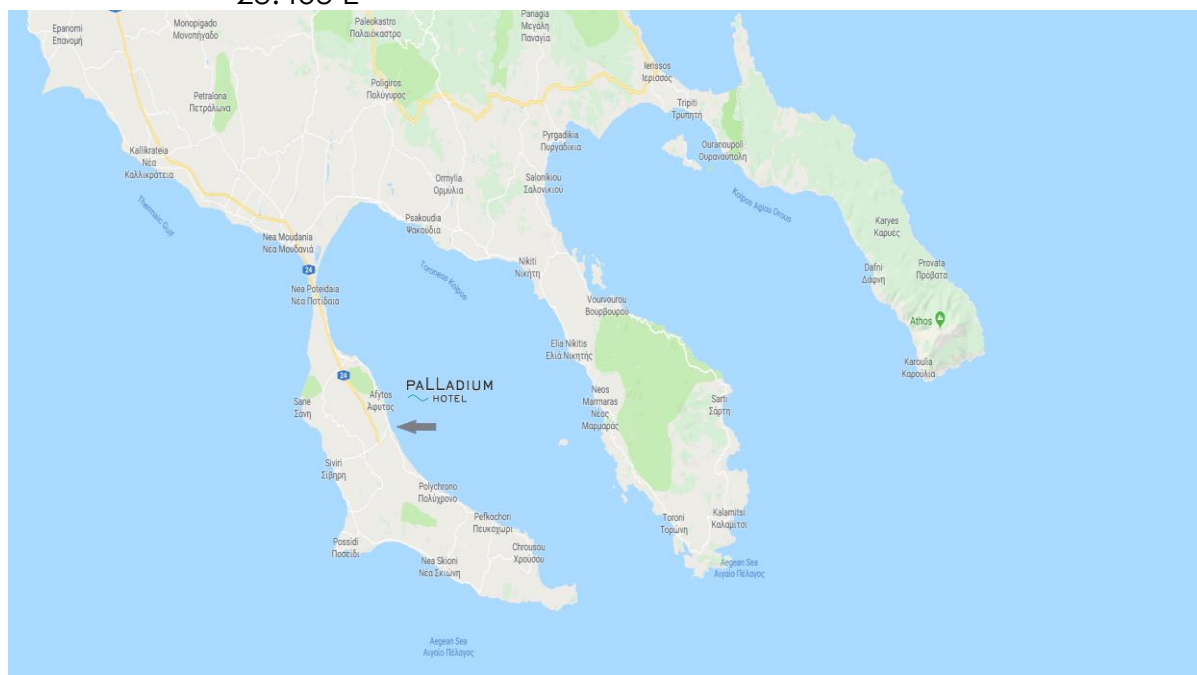 Epanomi
Επανομή
Monopigado
Μονοπήγαδο
Paleokastro
Παλαιόκαστρο
Panagia
Μεγάλη
Παναγία
Ierissos
Ιερισσός
Petralona
Πετράλωνα
Poligiros
Πολύγυρος
Tripiti
Τρυπητή
Pyrgadikia
Πυργαδίκια
Ouranoupoli
Ουρανούπολη
Kallikrateia
Νέα
Καλλικράτεια
Ormylia
Ορμύλια
Salonikiou
Σαλονικιού
Thermaic Gulf
Kolpos Agiou Orous
Psakoudia
Ψακούδια
Karyes
Καρυές
Nea Moudania
Νέα Μουδανιά
Nikiti
Νικήτη
Toroneos Kolpos
Dafni
Δάφνη
Provata
Πρόβατα
24
Nea Poteidaia
Νέα Ποτίδαια
Vourvourou
Βουρβουρού
Athos
Elia Nikitis
Ελιά Νικήτης
Karoulia
Καρούλια
24
Afytos
Άφυτος
PALLADIUM
HOTEL
Sane
Σάνη
Neos
Marmaras
Νέος
Μαρμαράς
Sarti
Σάρτη
Siviri
Σίβηρη
Polychrono
Πολύχρονο
Pefkochori
Πευκοχώρι
Toroni
Τορώνη
Kalamitsi
Καλαμίτσι
Possidi
Ποσείδι
Chrousou
Χρούσου
Nea Skioni
Νέα Σκιώνη
Aegean Sea
Αιγαίο Πέλαγος
Aegean Sea
Αιγαίο Πέλαγος